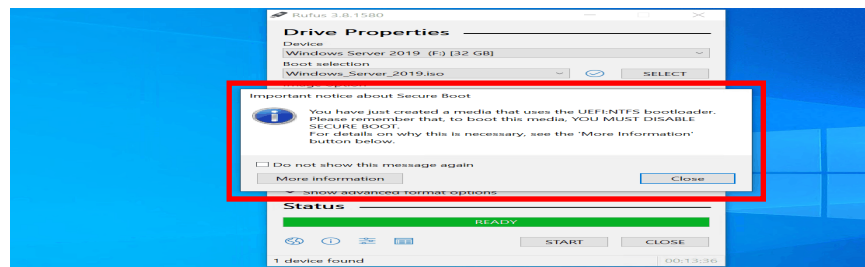 Rufus 3.8.1580
Drive Properties
Device
Windows Server 2019 (F:) [32 GB]
Boot selection
Windows_Server_2019.iso
SELECT
Image option
Important notice about Secure Boot
You have just created a media that uses the UEFI:NTFS bootloader.
Please remember that, to boot this media, YOU MUST DISABLE
SECURE BOOT.
For details on why this is necessary, see the 'More Information'
button below.
Do not show this message again
More information
Close
Show advanced format options
Status
READY
START
CLOSE
1 device found
00:13:36